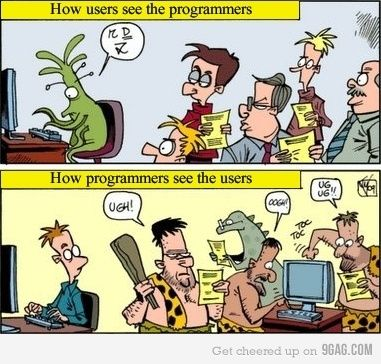 How users see the programmers
How programmers see the users
UGH!
OOGH!
TOC
TOC
UG
UG!!
Get cheered up on 9GAG.COM